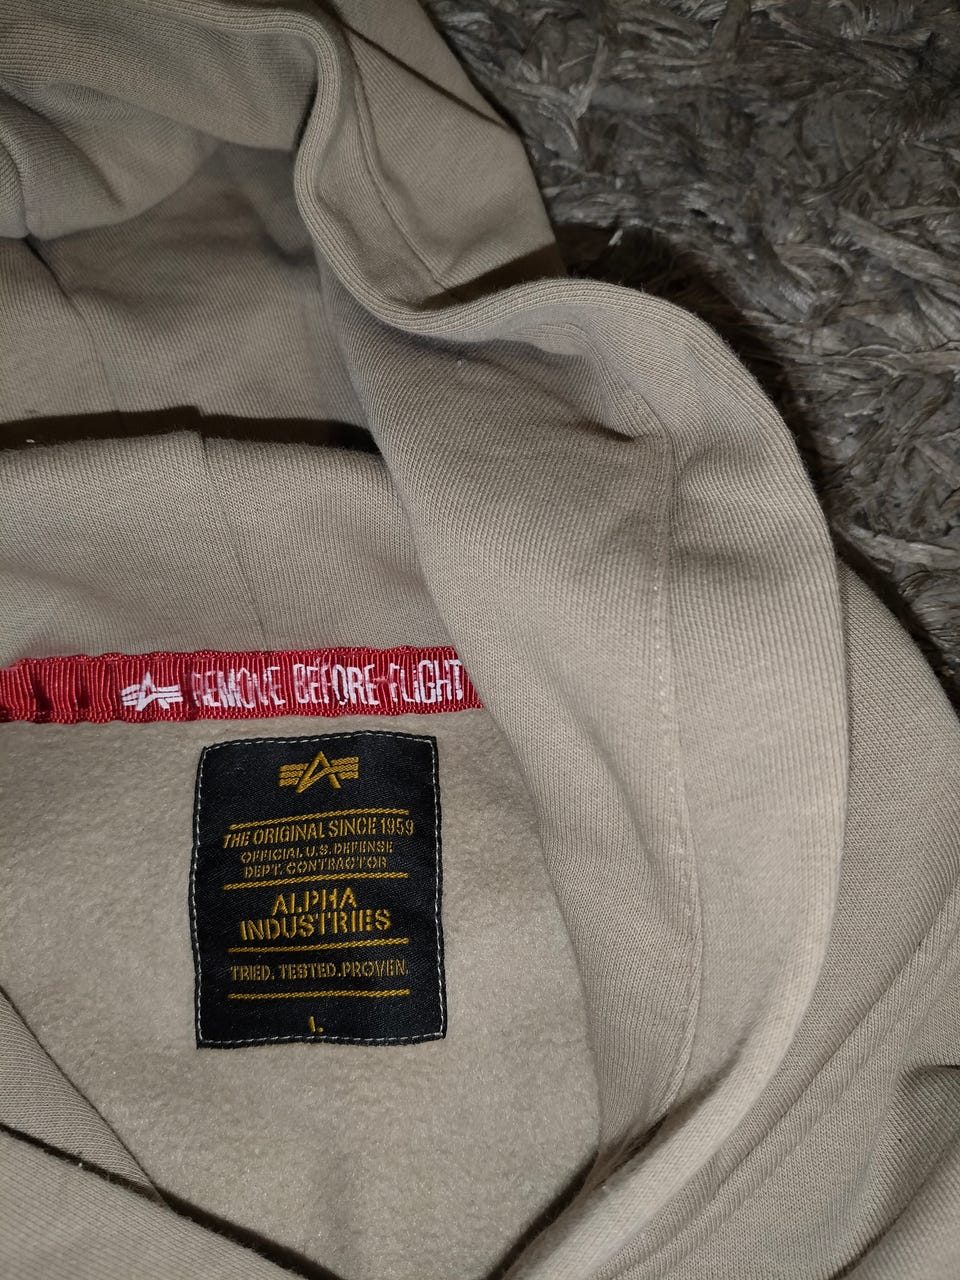 REMOVE BEFORE FLIGHT
THE ORIGINAL SINCE 1959
OFFICIAL U.S. DEFENSE
DEPT. CONTRACTOR
ALPHA
INDUSTRIES
TRIED. TESTED. PROVEN.
L